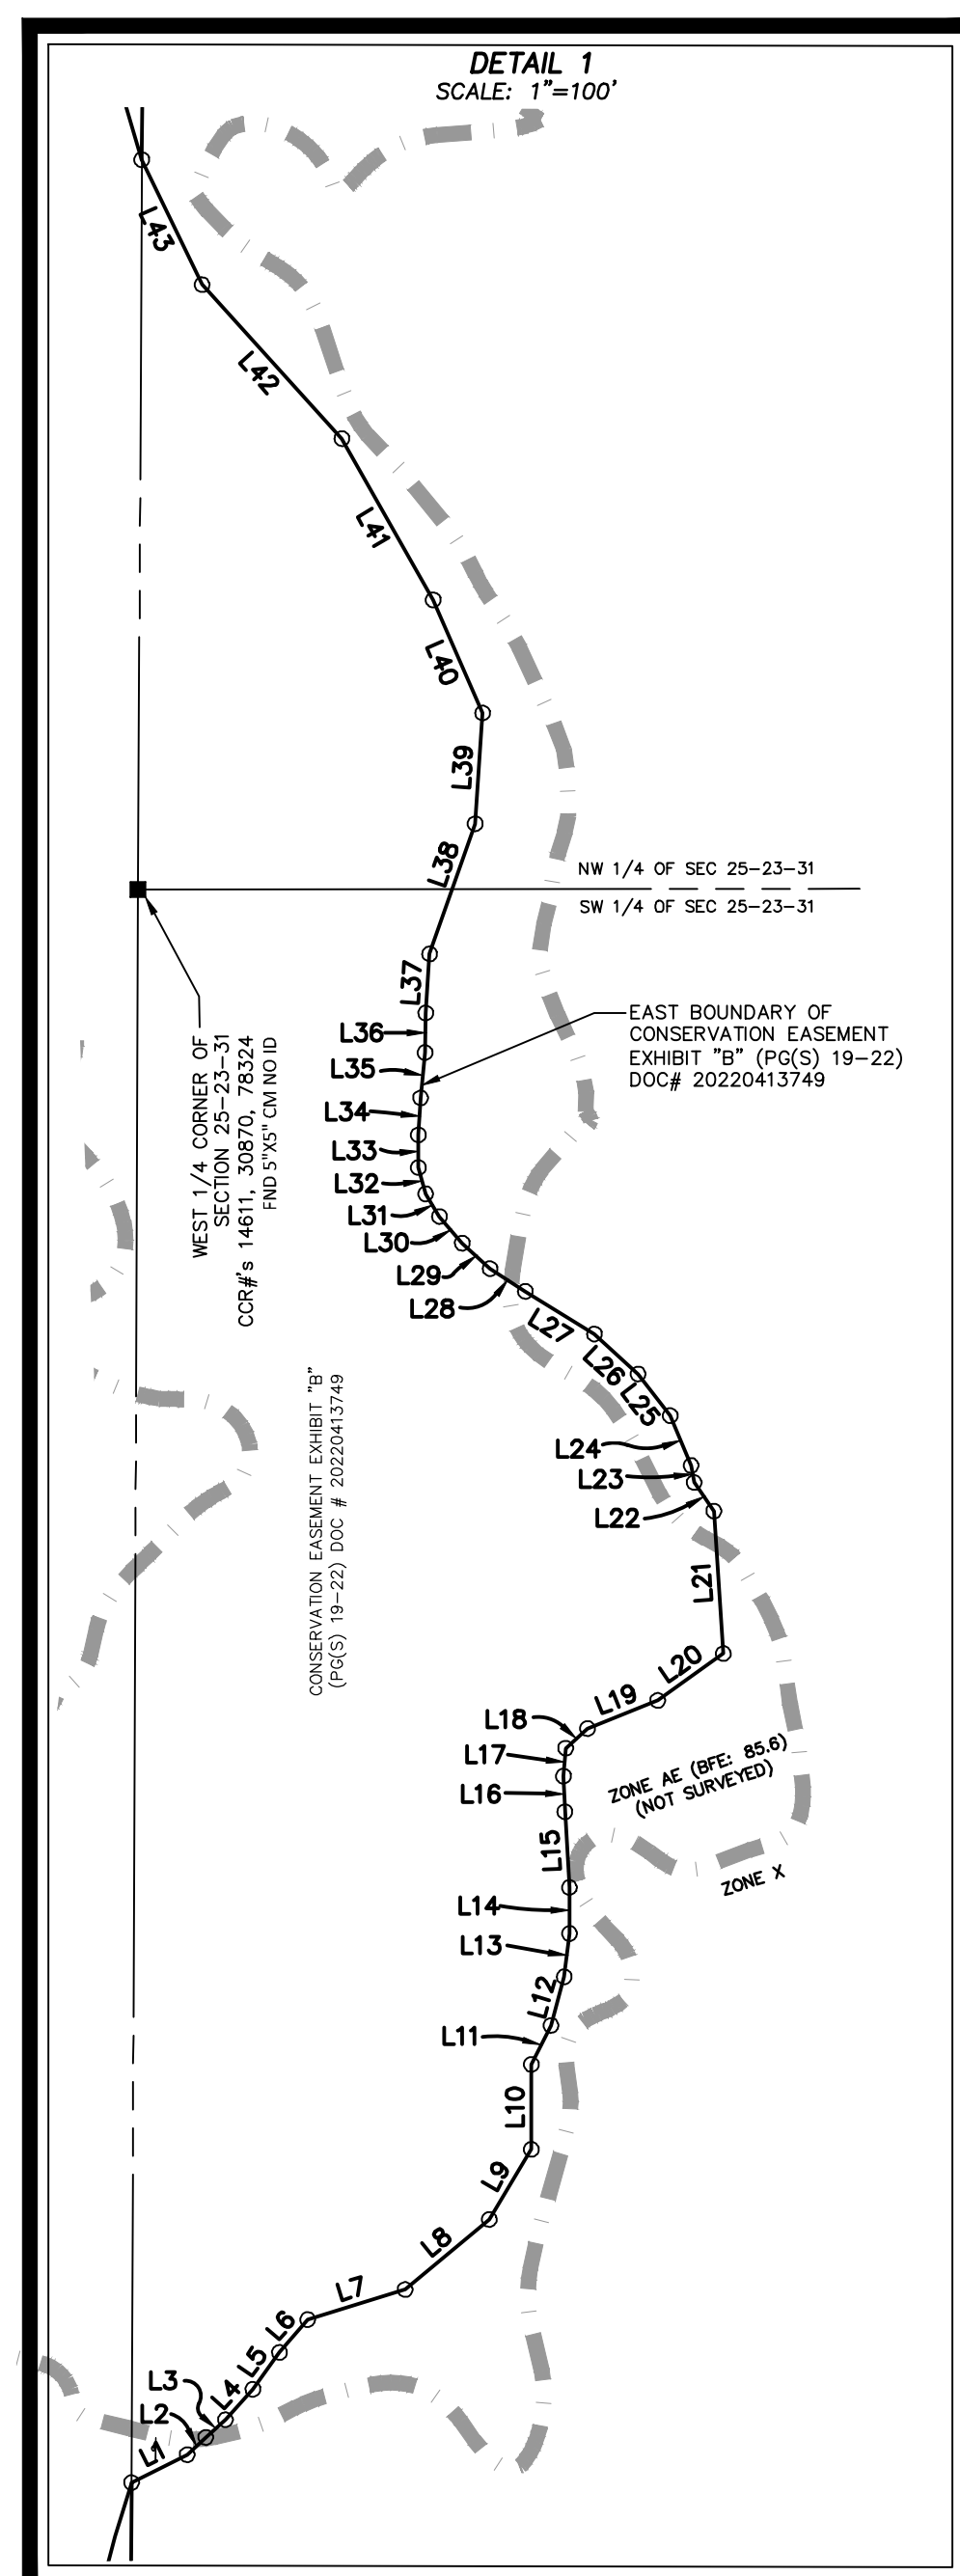 DETAIL 1
SCALE: 1"=100'
L43
L42
L41
L40
L39
L38
NW 1/4 OF SEC 25-23-31
SW 1/4 OF SEC 25-23-31
L37
EAST BOUNDARY OF
CONSERVATION EASEMENT
EXHIBIT "B" (PG(S) 19-22)
DOC# 20220413749
WEST 1/4 CORNER OF
SECTION 25-23-31
CCR#'s 14611, 30870, 78324
FND 5"X5" CM NO ID
L36
L35
L34
L33
L32
L31
L30
L29
L28
L27
L26
L25
CONSERVATION EASEMENT EXHIBIT "B"
(PG(S) 19-22) DOC # 20220413749
L24
L23
L22
L21
L20
L19
L18
L17
L16
ZONE AE (BFE: 85.6)
(NOT SURVEYED)
L15
ZONE X
L14
L13
L12
L11
L10
L9
L8
L7
L6
L5
L4
L3
L2
L1